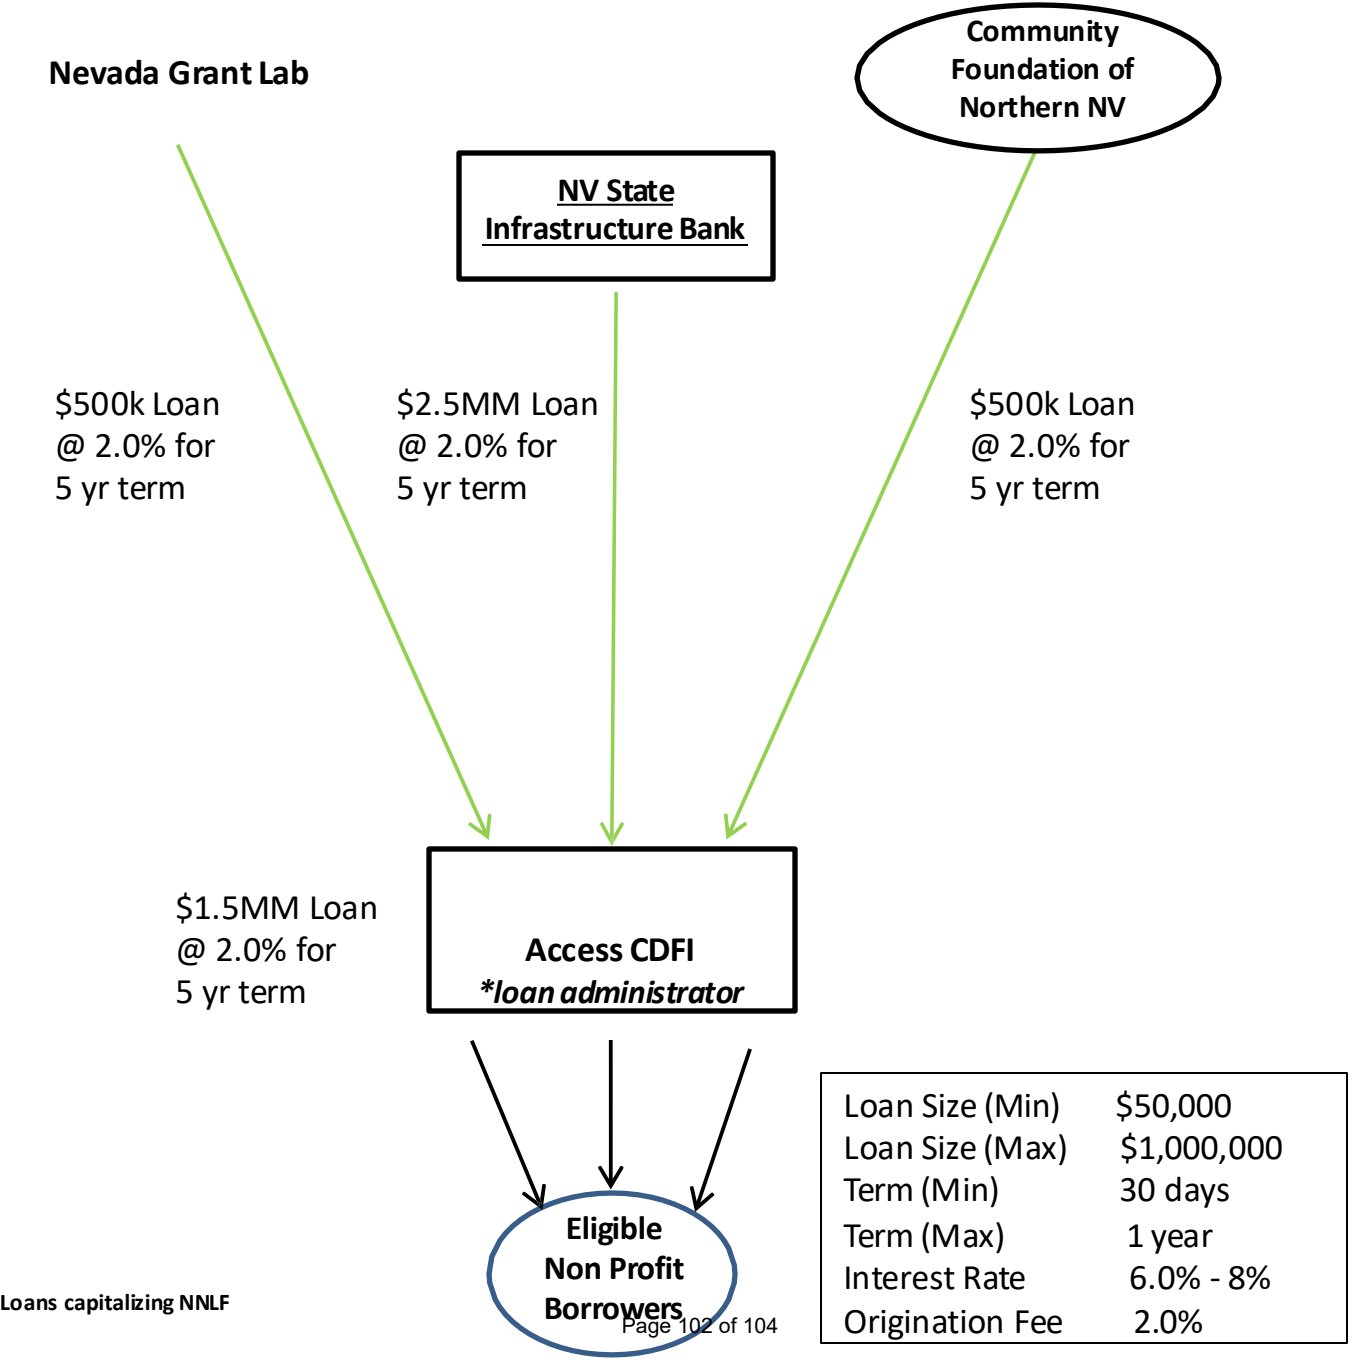 Nevada Grant Lab
Community
Foundation of
Northern NV
NV State
Infrastructure Bank
$500k Loan
@ 2.0% for
5 yr term
$2.5MM Loan
@ 2.0% for
5 yr term
$500k Loan
@ 2.0% for
5 yr term
$1.5MM Loan
@ 2.0% for
5 yr term
Access CDFI
*loan administrator
Eligible
Non Profit
Borrowers
Loan Size (Min) $50,000
Loan Size (Max) $1,000,000
Term (Min) 30 days
Term (Max) 1 year
Interest Rate 6.0% - 8%
Origination Fee 2.0%
Loans capitalizing NNLF
Page 102 of 104